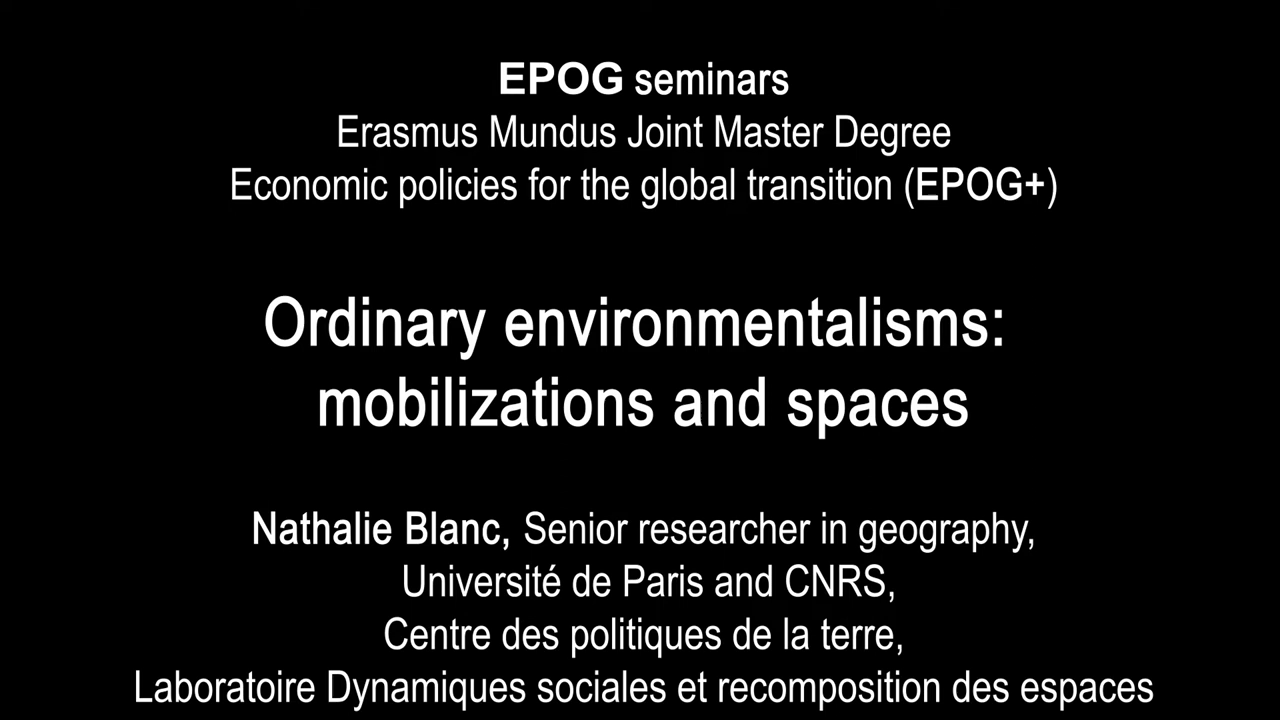 EPOG seminars
Erasmus Mundus Joint Master Degree
Economic policies for the global transition (EPOG+)
Ordinary environmentalisms:
mobilizations and spaces
Nathalie Blanc, Senior researcher in geography,
Université de Paris and CNRS,
Centre des politiques de la terre,
Laboratoire Dynamiques sociales et recomposition des espaces